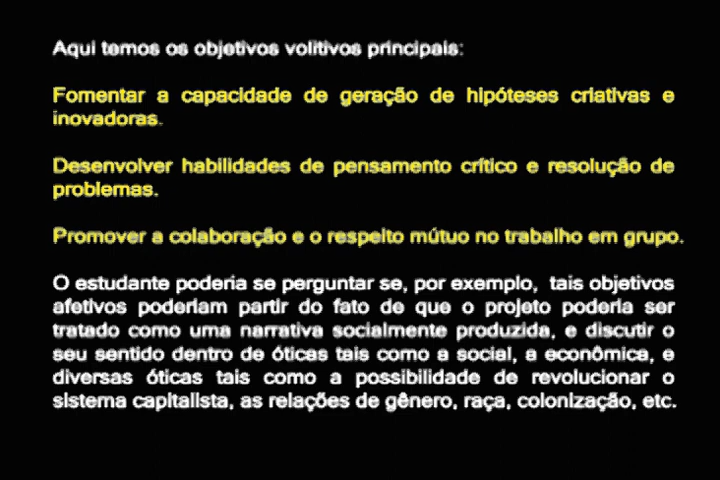 Aqui temos os objetivos volitivos principais:
Fomentar a capacidade de geração de hipóteses criativas e
inovadoras.
Desenvolver habilidades de pensamento crítico e resolução de
problemas.
Promover a colaboração e o respeito mútuo no trabalho em grupo.
O estudante poderia se perguntar se, por exemplo, tais objetivos
afetivos poderiam partir do fato de que o projeto poderia ser
tratado como uma narrativa socialmente produzida, e discutir o
seu sentido dentro de óticas tais como a social, a econômica, e
diversas óticas tais como a possibilidade de revolucionar o
sistema capitalista, as relações de gênero, raça, colonização, etc.